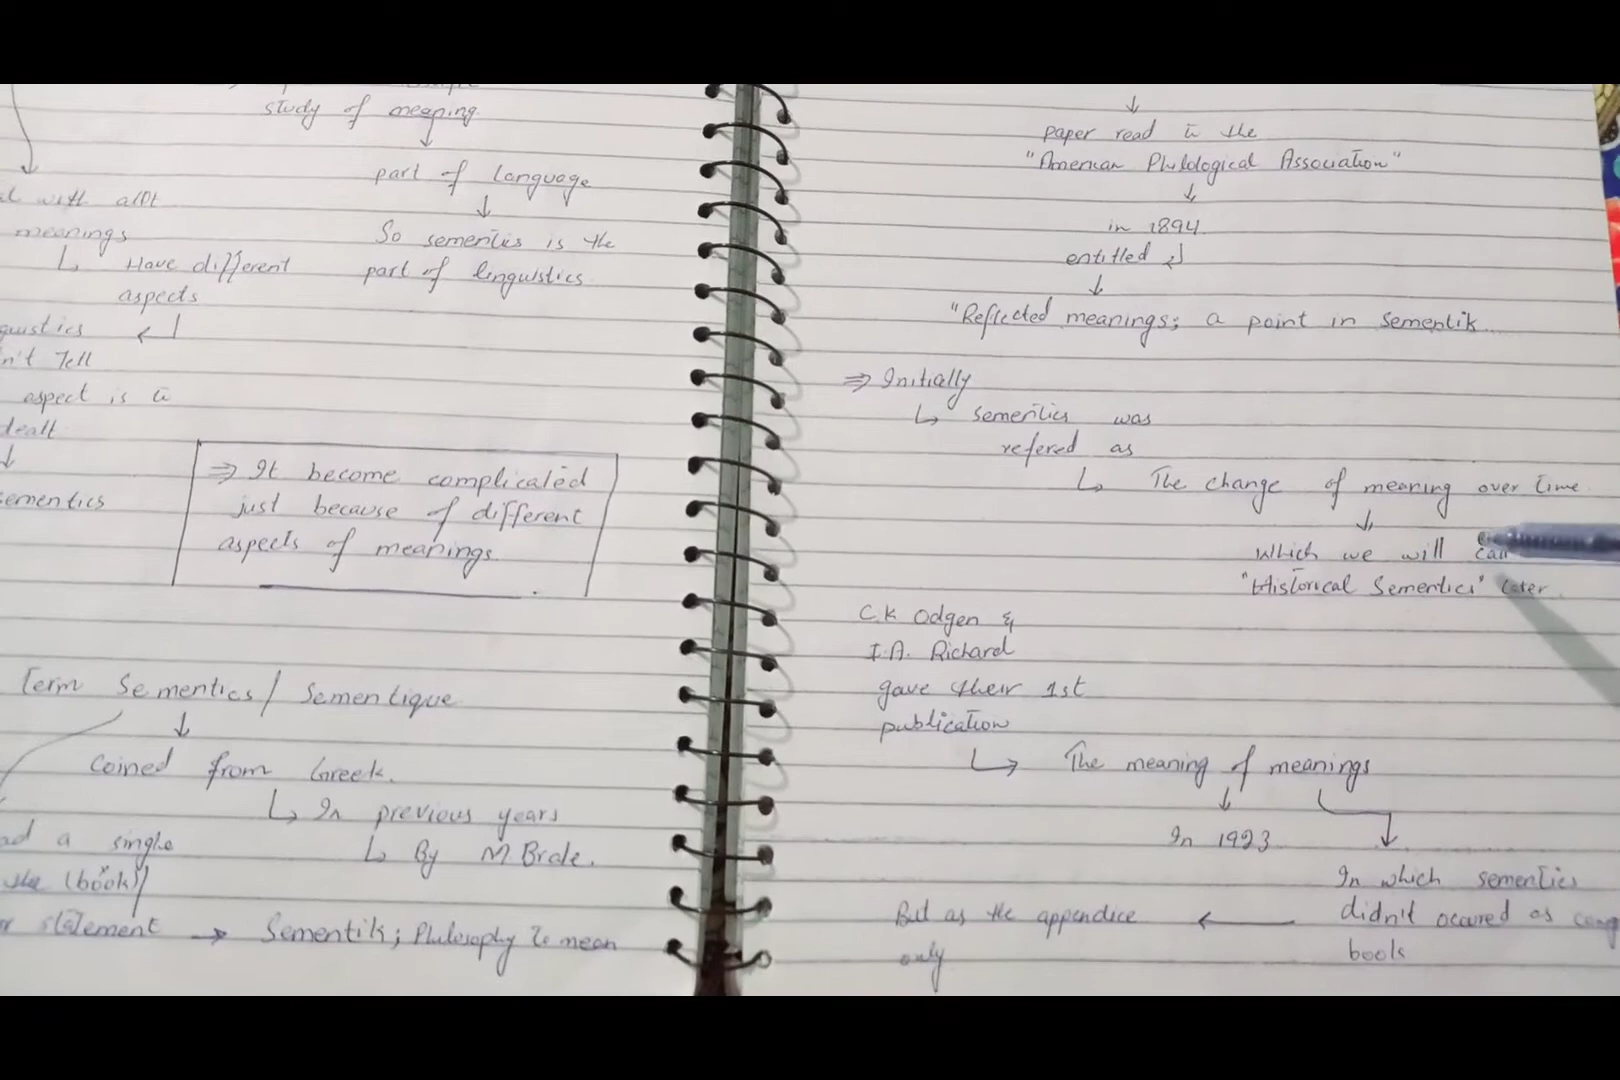 study of meaning
part of language
So sementics is the
part of linguistics.
with all
meanings
Have different
aspects
Tell
aspect is
dealt
sementics
⇒ It become complicated
just because of different
aspects of meanings.
Term Sementics / Sementique
Coined from Greek.
In previous years
By M. Brale.
a single
the (book)
statement → Sementik; Philosophy to mean
paper read to the
"American Philological Association"
in 1894
entitled
"Reflected meanings; a point in sementik
⇒ Initially
sementics was
refered as
The change of meaning over time
which we will call
"Historical Sementics" later.
C.K Odgen &
I.A. Richard
gave their 1st
publication
The meaning of meanings
In 1923
In which sementics
didn't occured as
books
But as the appendice
only